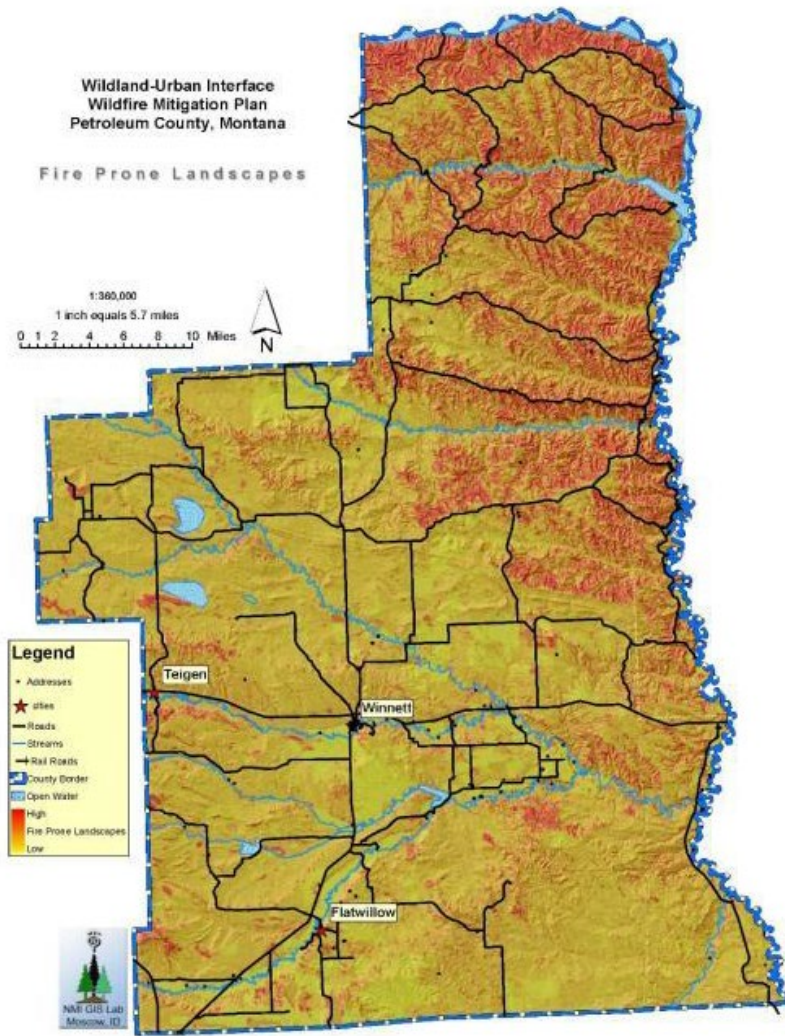 Wildland-Urban Interface
Wildfire Mitigation Plan
Petroleum County, Montana
Fire Prone Landscapes
1:360,000
1 inch equals 5.7 miles
0 1 2 4 6 8 10 Miles
N
Legend
Addresses
cities
Roads
Streams
Rail Roads
County Border
Open Water
High
Fire Prone Landscapes
Low
Teigen
Winnett
Flatwillow
NMI GIS Lab
Moscow, ID